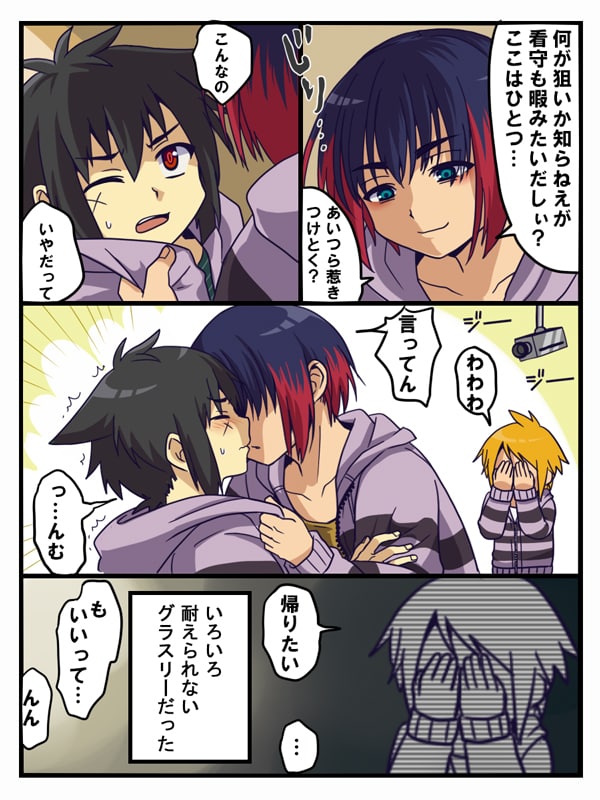 何が狙いか知らねえが
看守も暇みたいだしぃ？
ここはひとつ…
あいつら惹き
つけとく？
じり…
こんなの
いやだって
ジー
ジー
わわわ
言ってん
っ…んむ
帰りたい
…
いろいろ
耐えられない
グラスリーだった
も
いいって…
んん